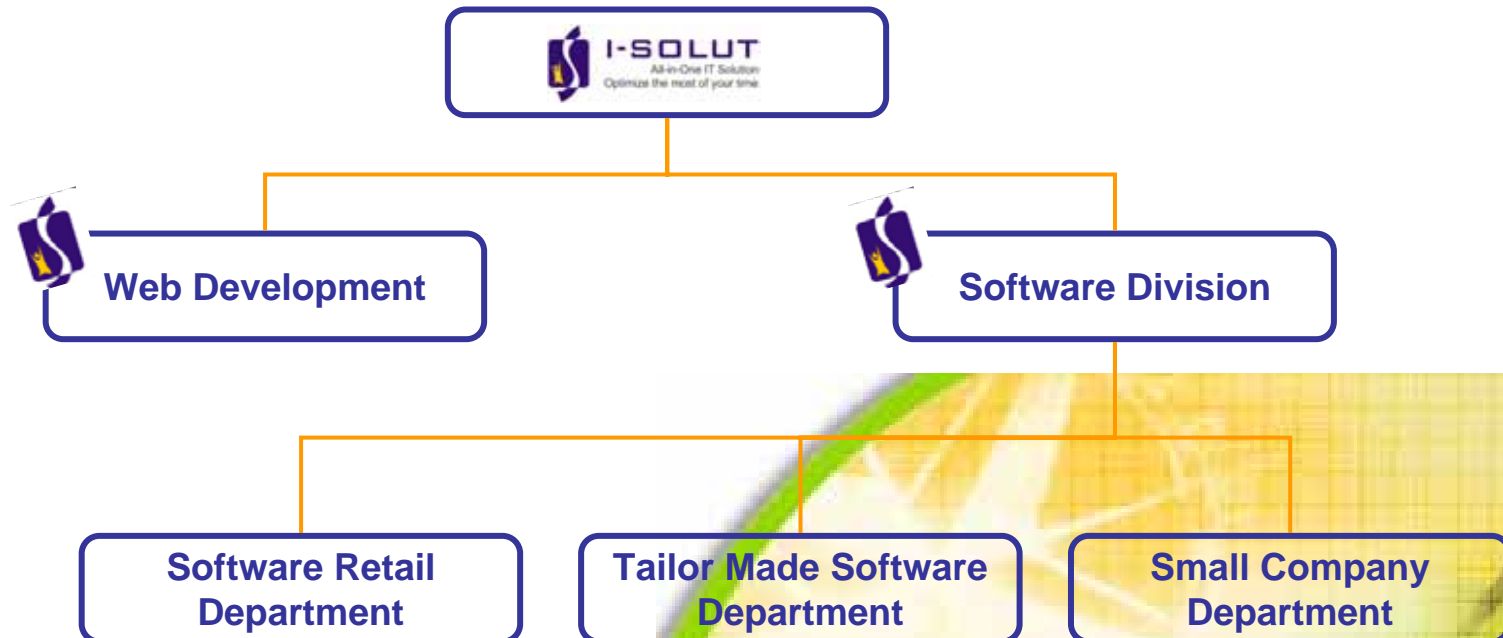 I-SOLUT
All-in-One IT Solution
Optimize the most of your time
Web Development
Software Division
Software Retail
Department
Tailor Made Software
Department
Small Company
Department